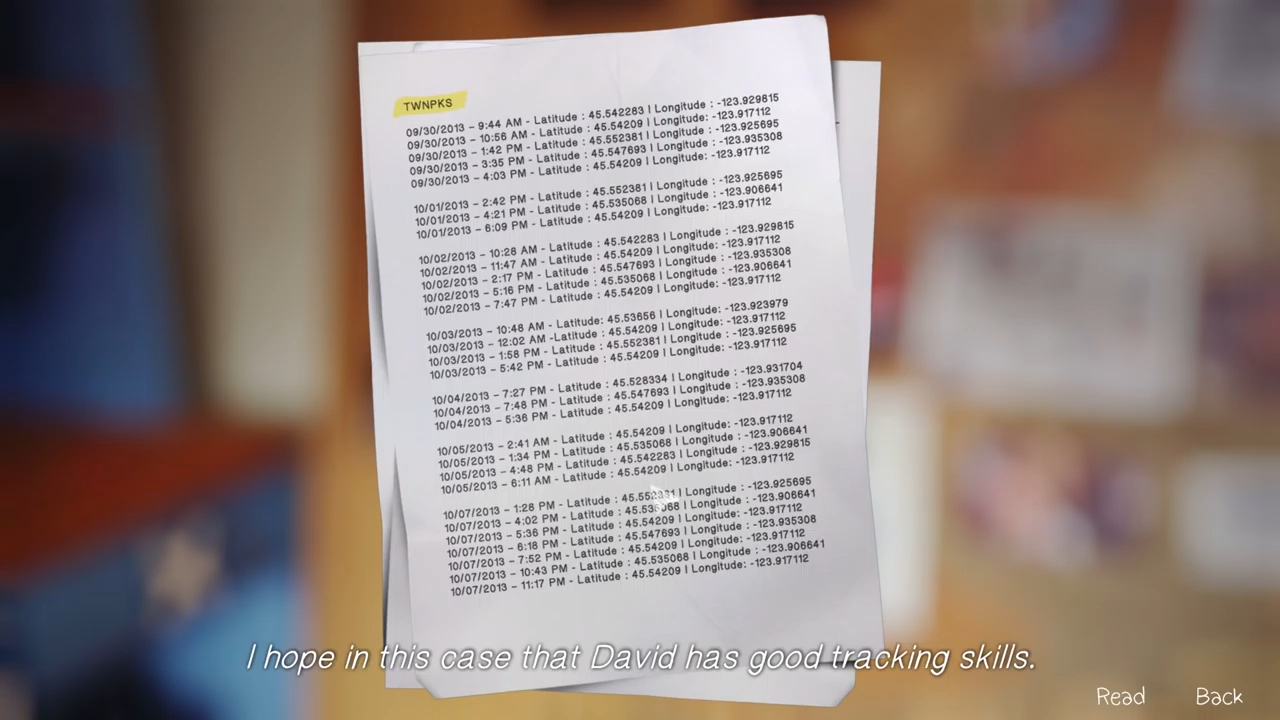 TWNPKS
09/30/2013 - 9:44 AM - Latitude : 45.542283 | Longitude : -123.929815
09/30/2013 - 10:56 AM - Latitude : 45.54209 | Longitude: -123.917112
09/30/2013 - 1:42 PM - Latitude : 45.552381 | Longitude : -123.925695
09/30/2013 - 3:35 PM - Latitude : 45.547693 | Longitude : -123.935308
09/30/2013 - 4:03 PM - Latitude : 45.54209 | Longitude: -123.917112
10/01/2013 - 2:42 PM - Latitude : 45.552381 | Longitude : -123.925695
10/01/2013 - 4:21 PM - Latitude : 45.535068 | Longitude : -123.906641
10/01/2013 - 6:09 PM - Latitude : 45.54209 | Longitude: -123.917112
10/02/2013 - 10:28 AM - Latitude : 45.542283 | Longitude : -123.929815
10/02/2013 - 11:47 AM - Latitude : 45.54209 | Longitude: -123.917112
10/02/2013 - 2:17 PM - Latitude : 45.547693 | Longitude : -123.935308
10/02/2013 - 5:16 PM - Latitude : 45.535068 | Longitude : -123.906641
10/02/2013 - 7:47 PM - Latitude : 45.54209 | Longitude: -123.917112
10/03/2013 - 10:48 AM - Latitude: 45.53656 | Longitude: -123.923979
10/03/2013 - 12:02 AM -Latitude : 45.54209 | Longitude: -123.917112
10/03/2013 - 1:58 PM - Latitude : 45.552381 | Longitude : -123.925695
10/03/2013 - 5:42 PM - Latitude : 45.54209 | Longitude: -123.917112
10/04/2013 - 7:27 PM - Latitude : 45.528334 | Longitude : -123.931704
10/04/2013 - 7:48 PM - Latitude : 45.547693 | Longitude : -123.935308
10/04/2013 - 5:36 PM - Latitude : 45.54209 | Longitude: -123.917112
10/05/2013 - 2:41 AM - Latitude : 45.54209 | Longitude: -123.917112
10/05/2013 - 1:34 PM - Latitude : 45.535068 | Longitude : -123.906641
10/05/2013 - 4:48 PM - Latitude : 45.542283 | Longitude : -123.929815
10/05/2013 - 6:11 AM - Latitude : 45.54209 | Longitude: -123.917112
10/07/2013 - 1:28 PM - Latitude : 45.552381 | Longitude : -123.925695
10/07/2013 - 4:02 PM - Latitude : 45.535068 | Longitude : -123.906641
10/07/2013 - 5:36 PM - Latitude : 45.54209 | Longitude: -123.917112
10/07/2013 - 6:18 PM - Latitude : 45.547693 | Longitude : -123.935308
10/07/2013 - 7:52 PM - Latitude : 45.54209 | Longitude: -123.917112
10/07/2013 - 10:43 PM - Latitude : 45.535068 | Longitude : -123.906641
10/07/2013 - 11:17 PM - Latitude : 45.54209 | Longitude: -123.917112
I hope in this case that David has good tracking skills.
Read
Back